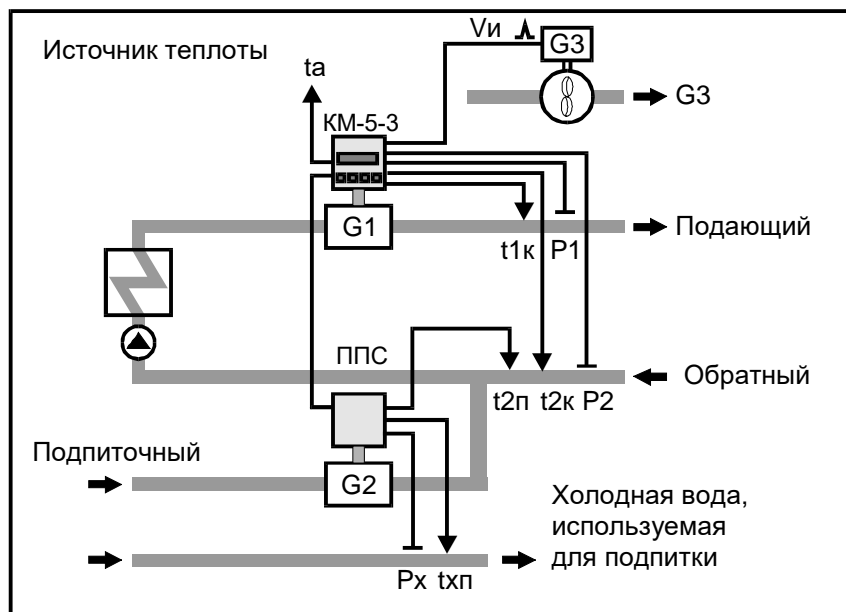 Источник теплоты
Vи
G3
ta
G3
КМ-5-3
G1
Подающий
t1к
P1
ППС
Обратный
t2п
t2к
P2
Подпиточный
G2
Холодная вода,
используемая
для подпитки
Рх
tхп